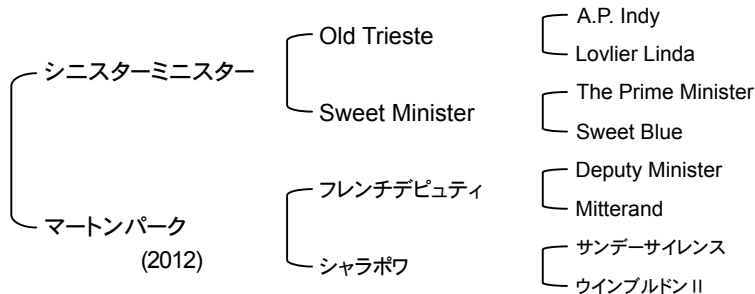 シニスターミニスター
Old Trieste
A.P. Indy
Lovlier Linda
Sweet Minister
The Prime Minister
Sweet Blue
マートンパーク
(2012)
フレンチデピュティ
Deputy Minister
Mitterand
シャラポワ
サンデーサイレンス
ウインブルドンⅡ